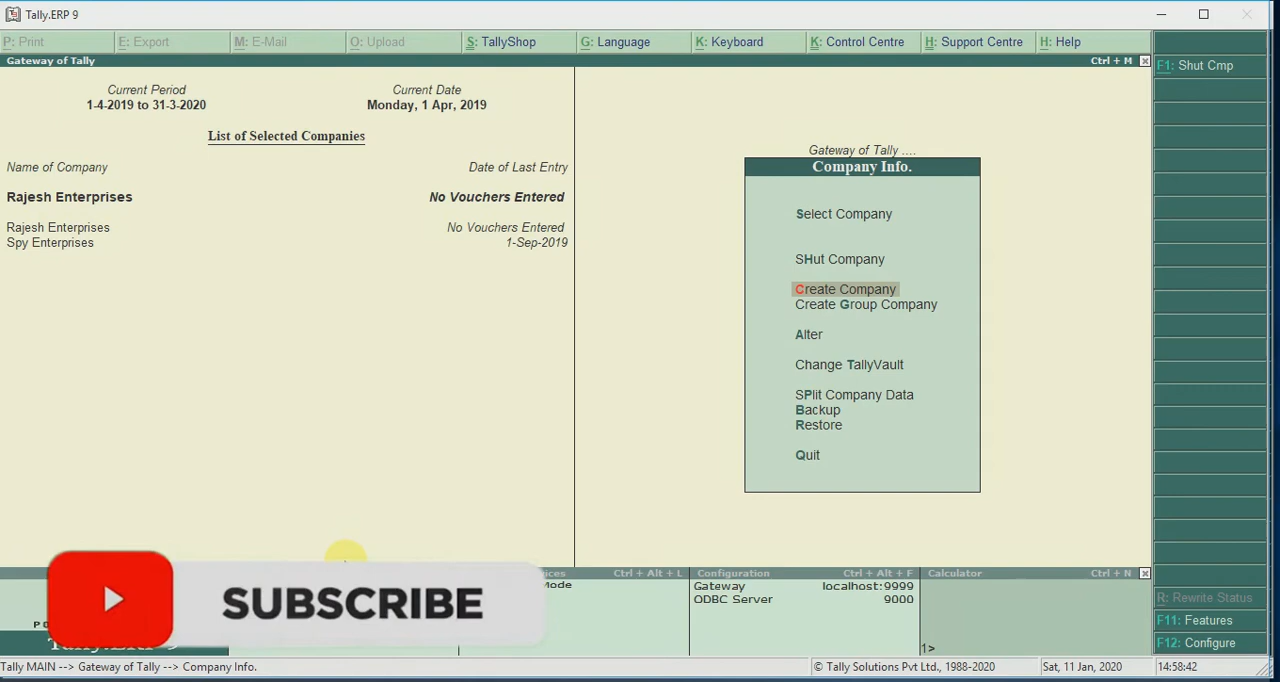 Tally.ERP 9
P: Print
E: Export
M: E-Mail
O: Upload
S: TallyShop
G: Language
K: Keyboard
K: Control Centre
H: Support Centre
H: Help
Gateway of Tally
Ctrl + M
F1: Shut Cmp
Current Period
1-4-2019 to 31-3-2020
Current Date
Monday, 1 Apr, 2019
List of Selected Companies
Name of Company
Date of Last Entry
Rajesh Enterprises
No Vouchers Entered
Rajesh Enterprises
No Vouchers Entered
Spy Enterprises
1-Sep-2019
Gateway of Tally ....
Company Info.
Select Company
SHut Company
Create Company
Create Group Company
Alter
Change TallyVault
SPlit Company Data
Backup
Restore
Quit
SUBSCRIBE
Ctrl + Alt + L
Mode
Configuration
Ctrl + Alt + F
Gateway
localhost:9999
ODBC Server
9000
Calculator
Ctrl + N
1>
R: Rewrite Status
F11: Features
F12: Configure
Tally MAIN --> Gateway of Tally --> Company Info.
© Tally Solutions Pvt Ltd., 1988-2020
Sat, 11 Jan, 2020
14:58:42